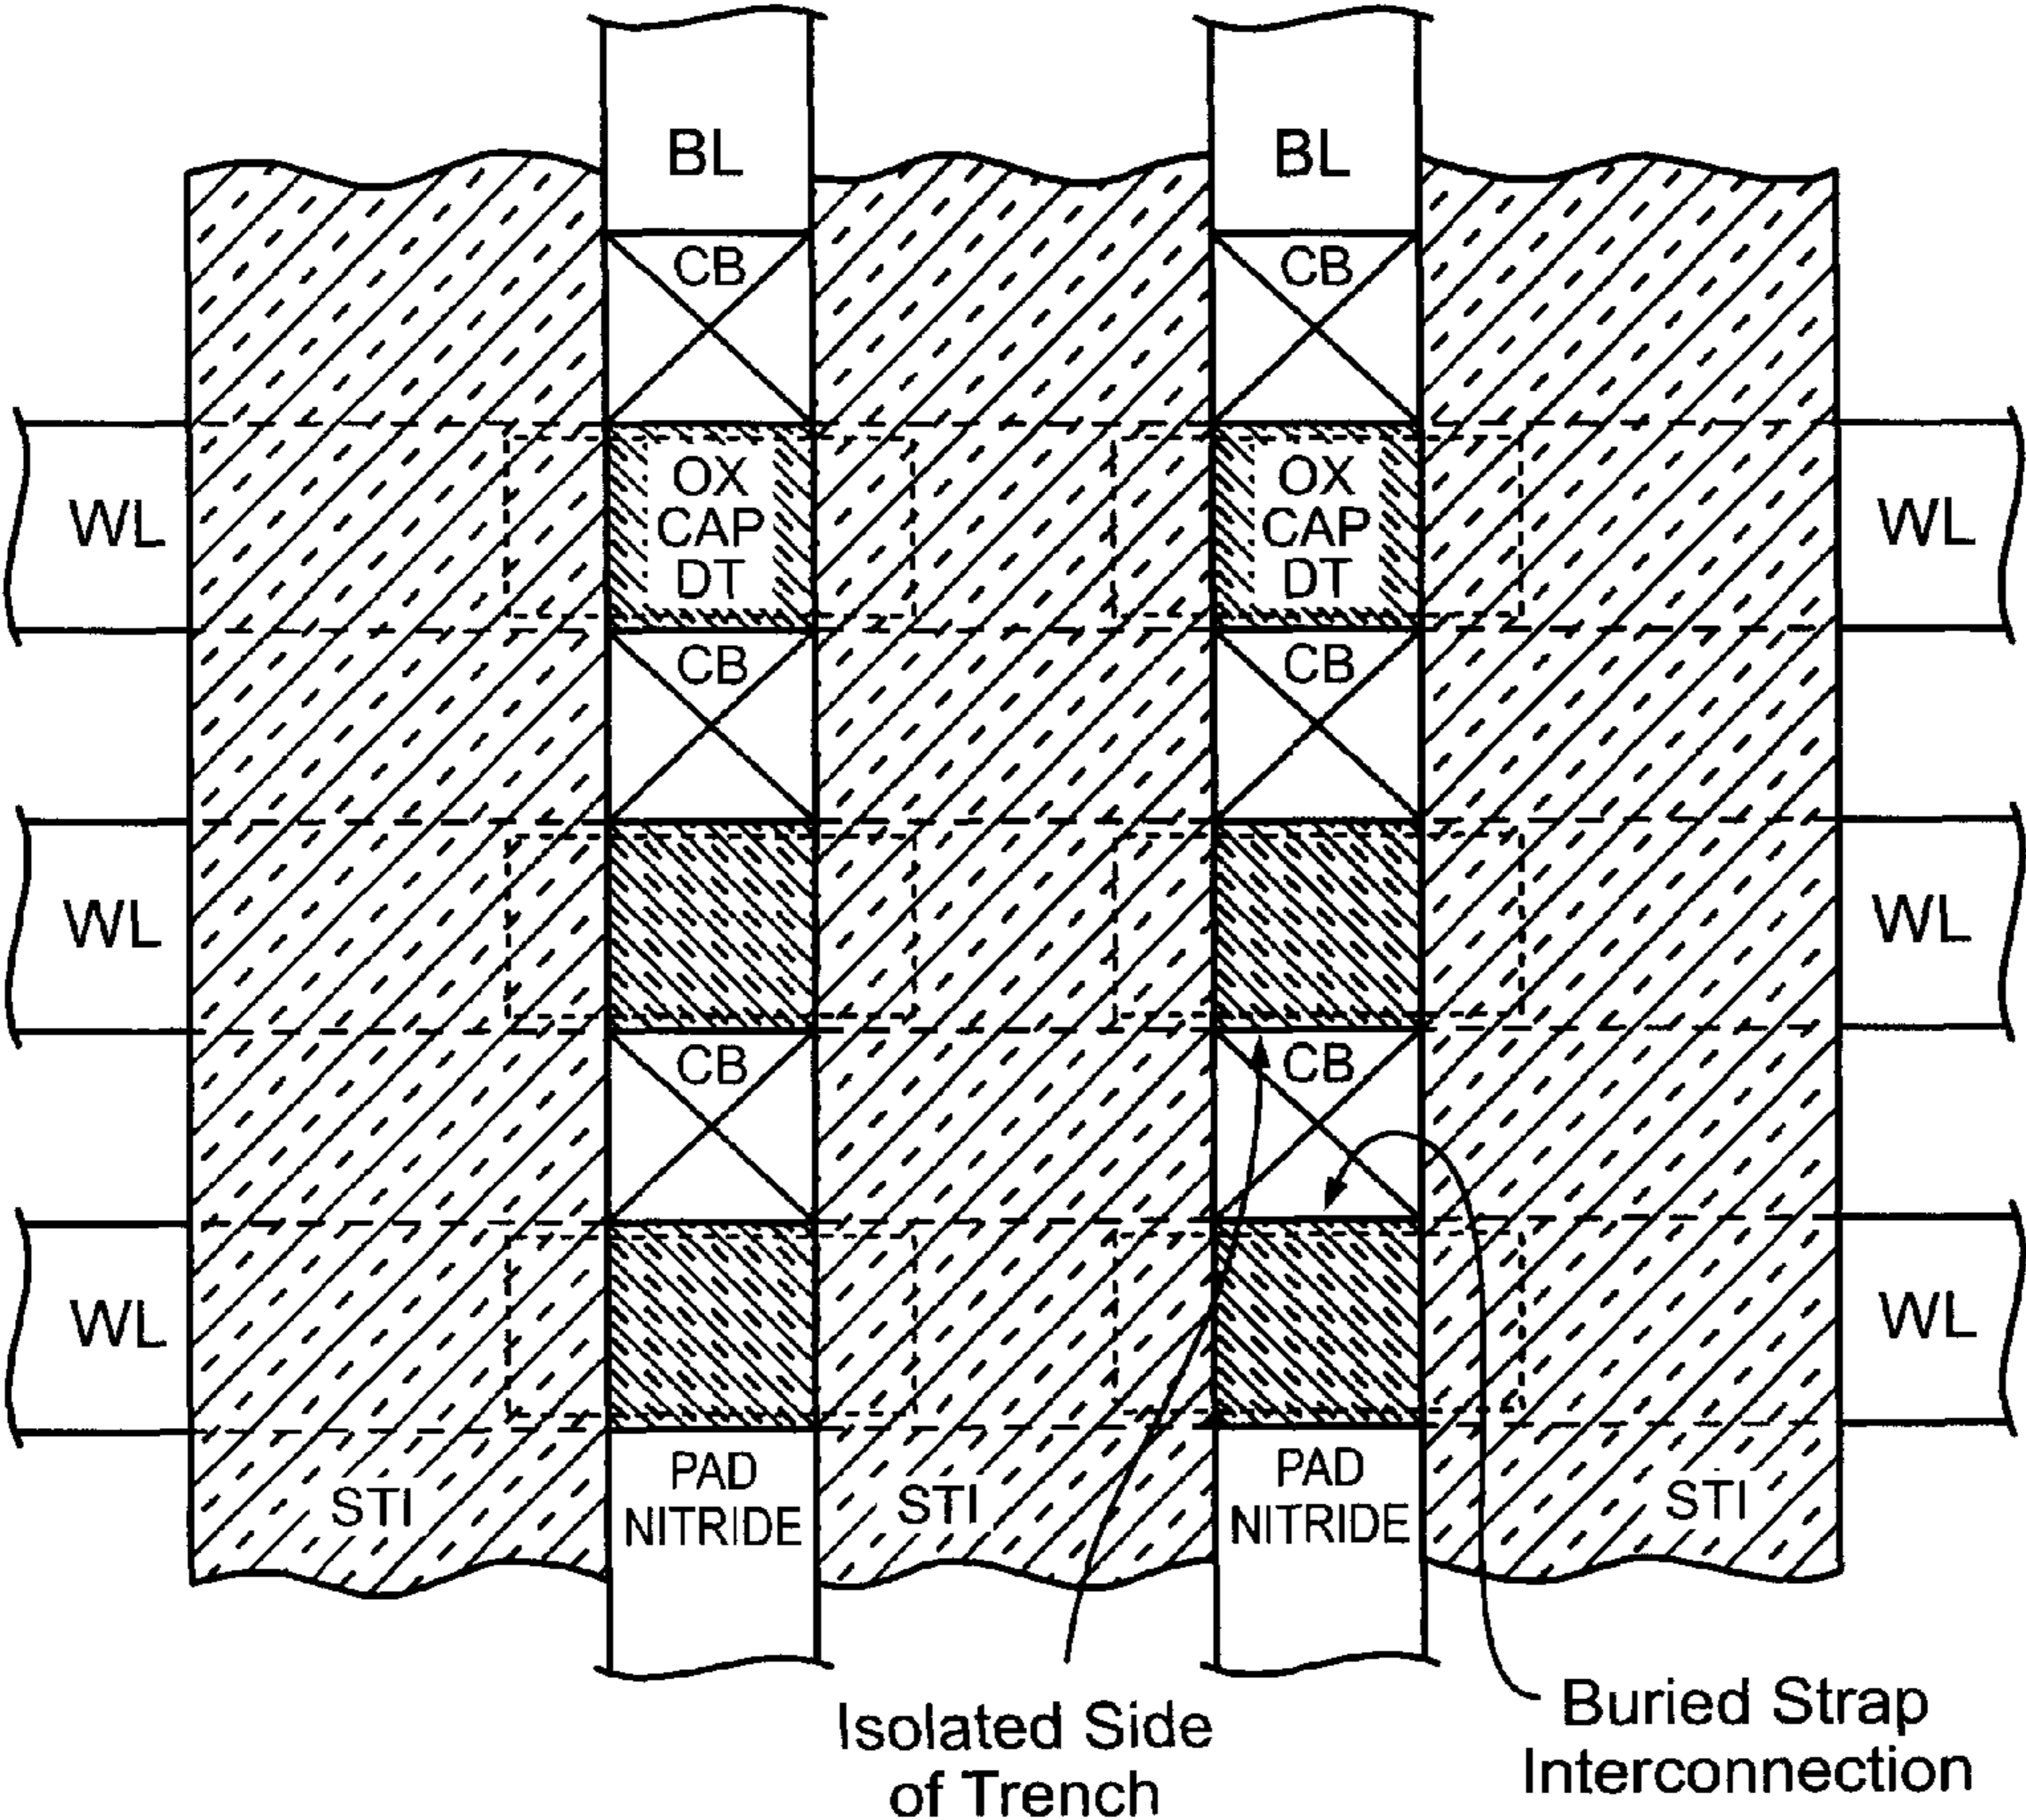 BL BL
CB CB
WL OX CAP DT OX CAP DT WL
CB CB
WL WL
CB CB
WL WL
STI PAD NITRIDE STI PAD NITRIDE STI
Isolated Side
of Trench
Buried Strap
Interconnection